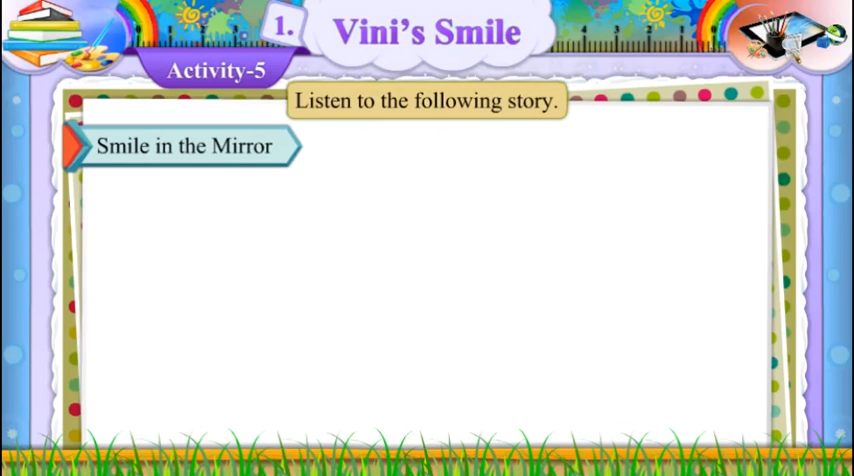 1.
Vini's Smile
Activity-5
Listen to the following story.
Smile in the Mirror